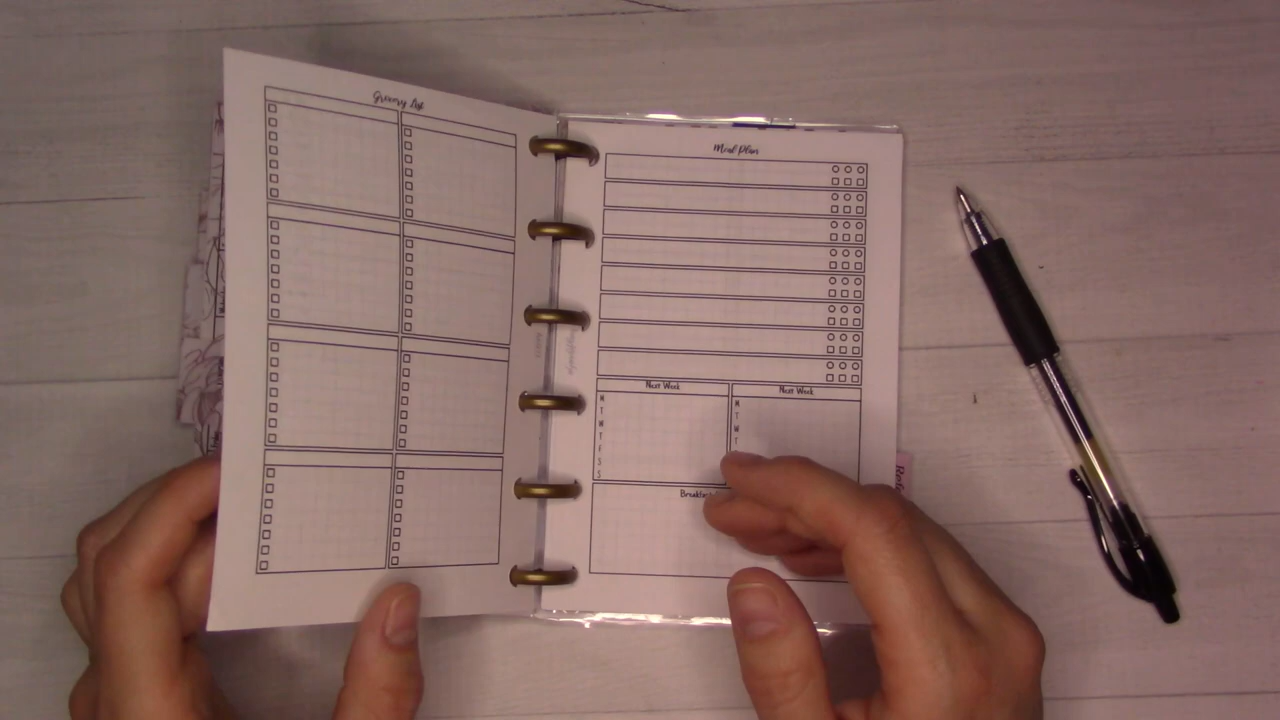 Grocery List
Meal Plan
Next Week
M
T
W
T
F
S
S
Next Week
M
T
W
T
Breakfast